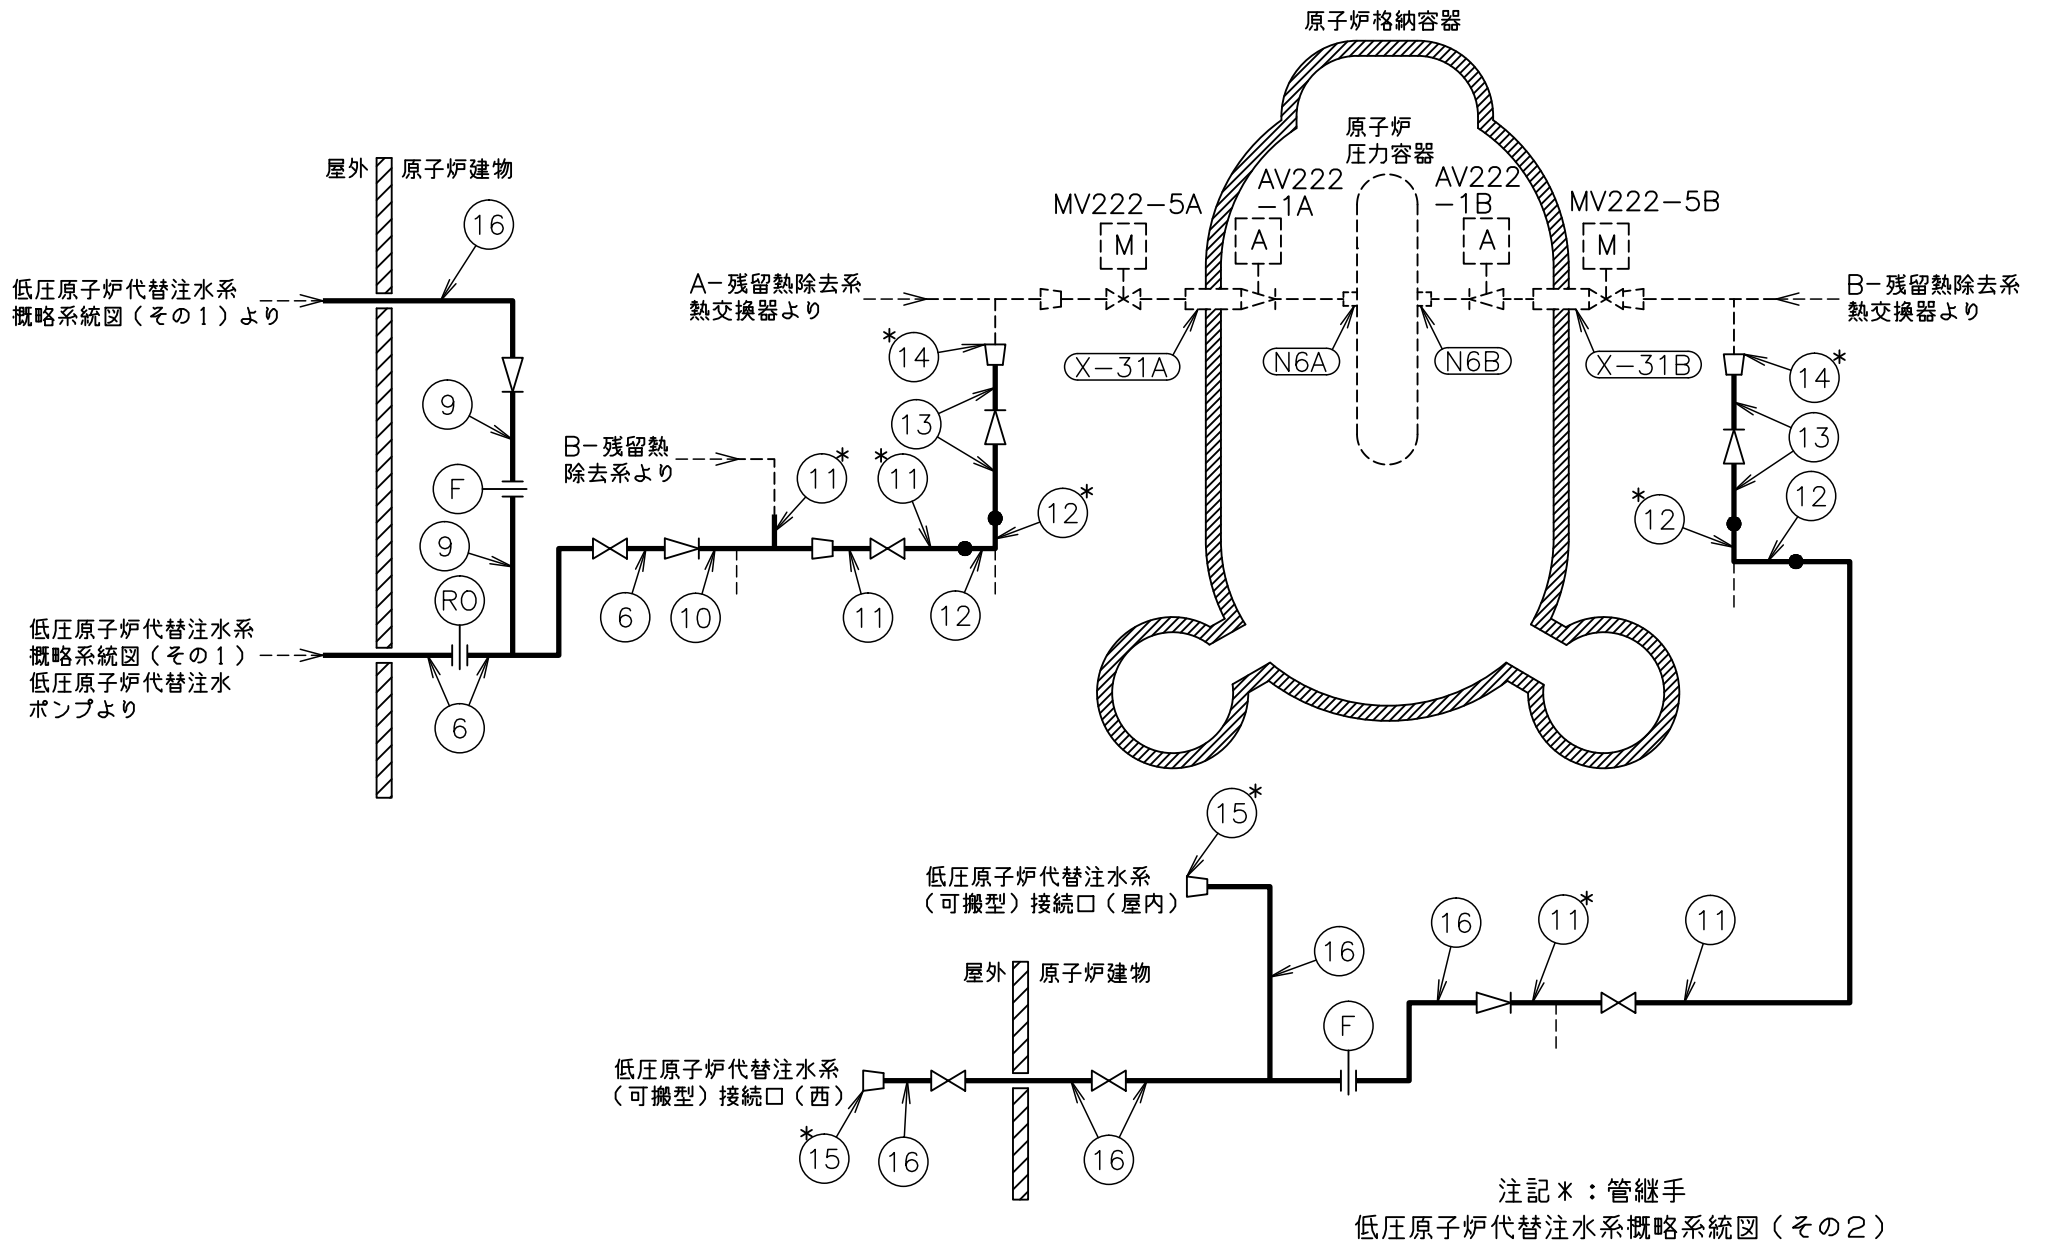 原子炉格納容器
屋外
原子炉建物
16
低圧原子炉代替注水系
概略系統図（その１）より
9
F
9
RO
低圧原子炉代替注水系
概略系統図（その１）
低圧原子炉代替注水
ポンプより
6
B－残留熱
除去系より
6
10
11*
*11
11
12
12*
13
*14
A－残留熱除去系
熱交換器より
MV222－5A
M
AV222
－1A
A
原子炉
圧力容器
AV222
－1B
A
MV222－5B
M
X－31A
N6A
N6B
X－31B
B－残留熱除去系
熱交換器より
14*
13
*12
12
15*
低圧原子炉代替注水系
（可搬型）接続口（屋内）
16
屋外
原子炉建物
16
11*
11
F
低圧原子炉代替注水系
（可搬型）接続口（西）
*15
16
16
注記＊：管継手
低圧原子炉代替注水系概略系統図（その２）